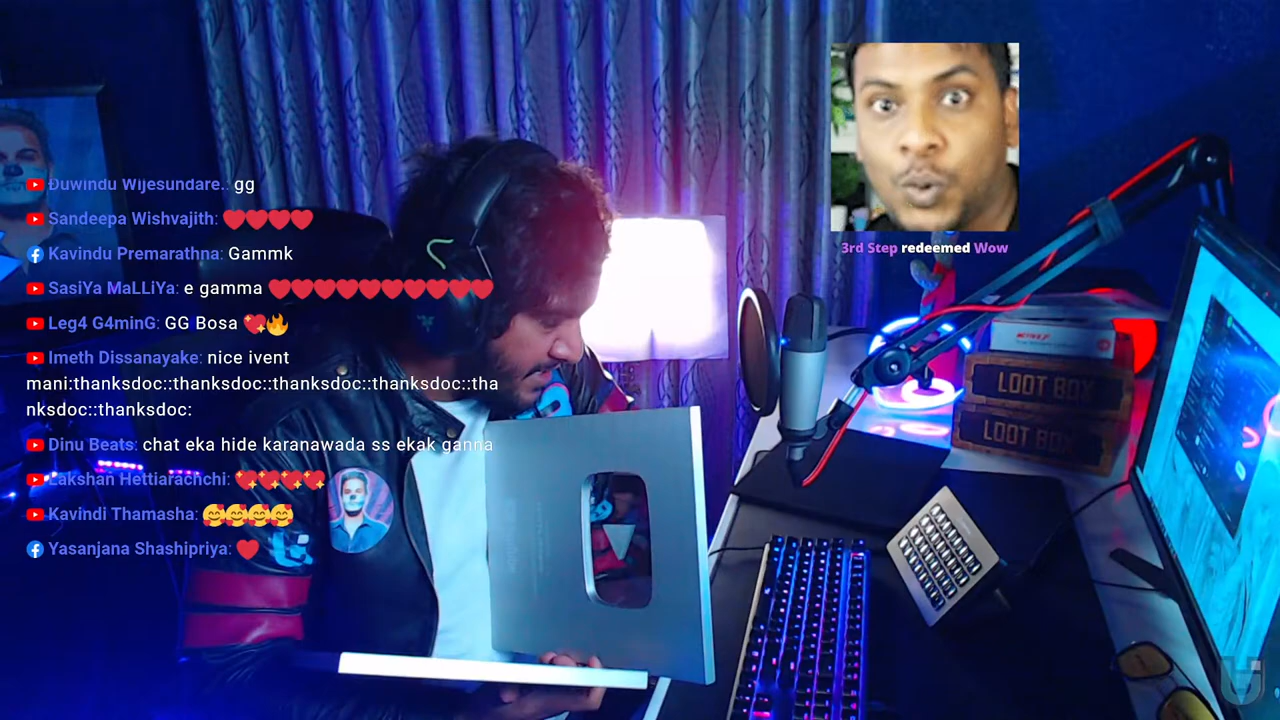 Duwindu Wijesundare.: gg
Sandeepa Wishvajith: ❤❤❤❤
Kavindu Premarathna: Gammk
SasiYa MaLLiYa: e gamma ❤❤❤❤❤❤❤❤❤❤
Leg4 G4minG: GG Bosa 💖🔥
Imeth Dissanayake: nice ivent
mani:thanksdoc::thanksdoc::thanksdoc::thanksdoc::tha
nksdoc::thanksdoc:
Dinu Beats: chat eka hide karanawada ss ekak ganna
Lakshan Hettiarachchi: 💖💖💖💖
Kavindi Thamasha: 🥰🥰🥰🥰
Yasanjana Shashipriya: ❤
3rd Step redeemed Wow
LOOT BOX
LOOT BOX